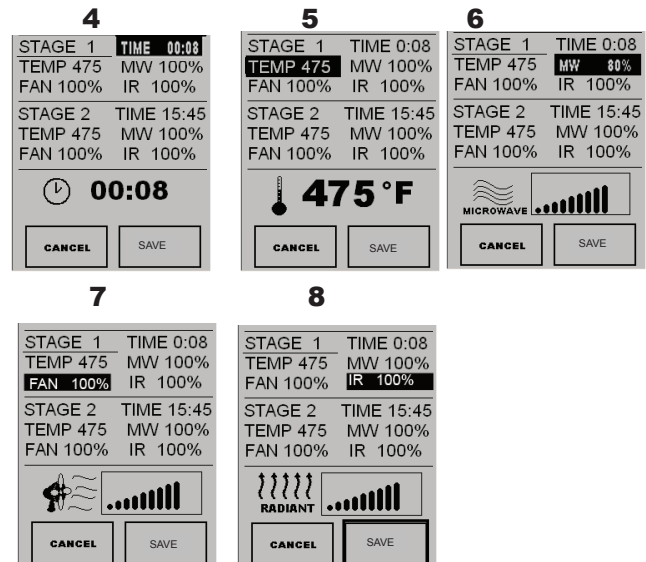 4
STAGE 1 TIME 00:08
TEMP 475 MW 100%
FAN 100% IR 100%
STAGE 2 TIME 15:45
TEMP 475 MW 100%
FAN 100% IR 100%
00:08
CANCEL SAVE
5
STAGE 1 TIME 0:08
TEMP 475 MW 100%
FAN 100% IR 100%
STAGE 2 TIME 15:45
TEMP 475 MW 100%
FAN 100% IR 100%
475°F
CANCEL SAVE
6
STAGE 1 TIME 0:08
TEMP 475 MW 80%
FAN 100% IR 100%
STAGE 2 TIME 15:45
TEMP 475 MW 100%
FAN 100% IR 100%
MICROWAVE
CANCEL SAVE
7
STAGE 1 TIME 0:08
TEMP 475 MW 100%
FAN 100% IR 100%
STAGE 2 TIME 15:45
TEMP 475 MW 100%
FAN 100% IR 100%
CANCEL SAVE
8
STAGE 1 TIME 0:08
TEMP 475 MW 100%
FAN 100% IR 100%
STAGE 2 TIME 15:45
TEMP 475 MW 100%
FAN 100% IR 100%
RADIANT
CANCEL SAVE